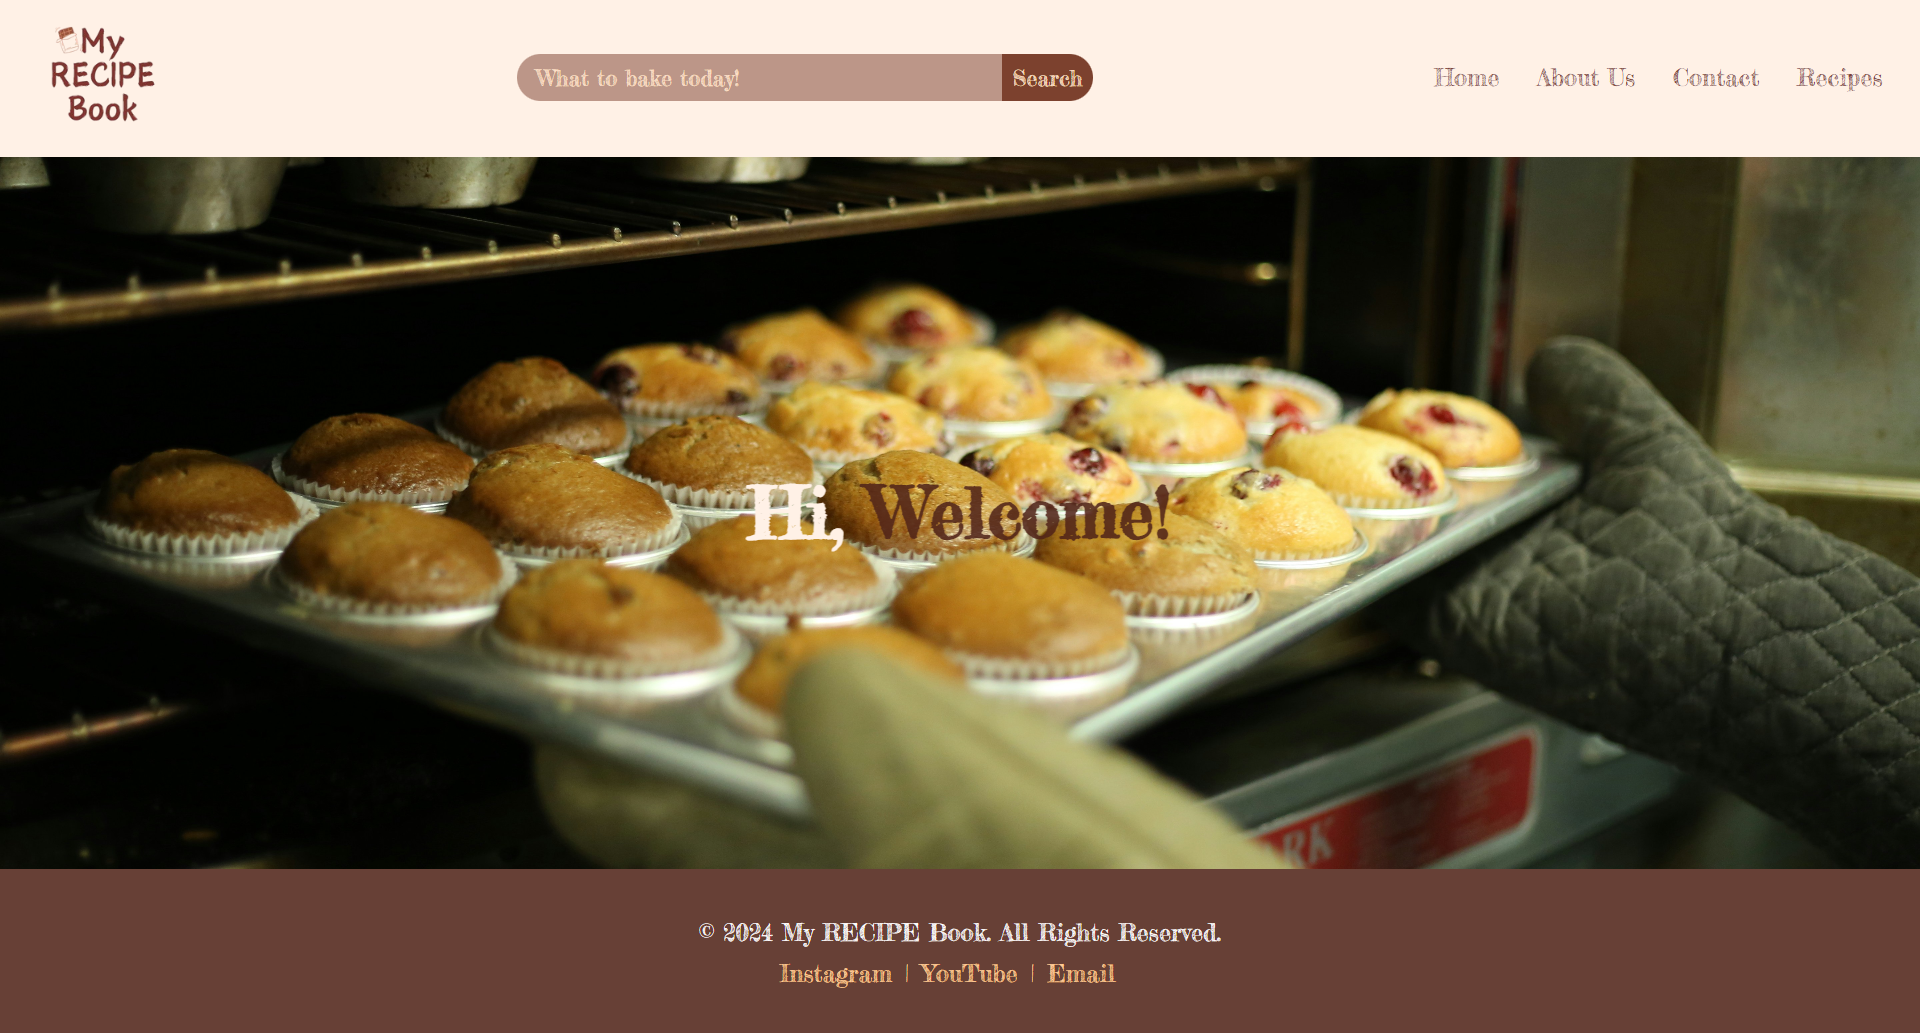 My
RECIPE
Book
What to bake today!
Search
Home
About Us
Contact
Recipes
Hi, Welcome!
© 2024 My RECIPE Book. All Rights Reserved.
Instagram | YouTube | Email